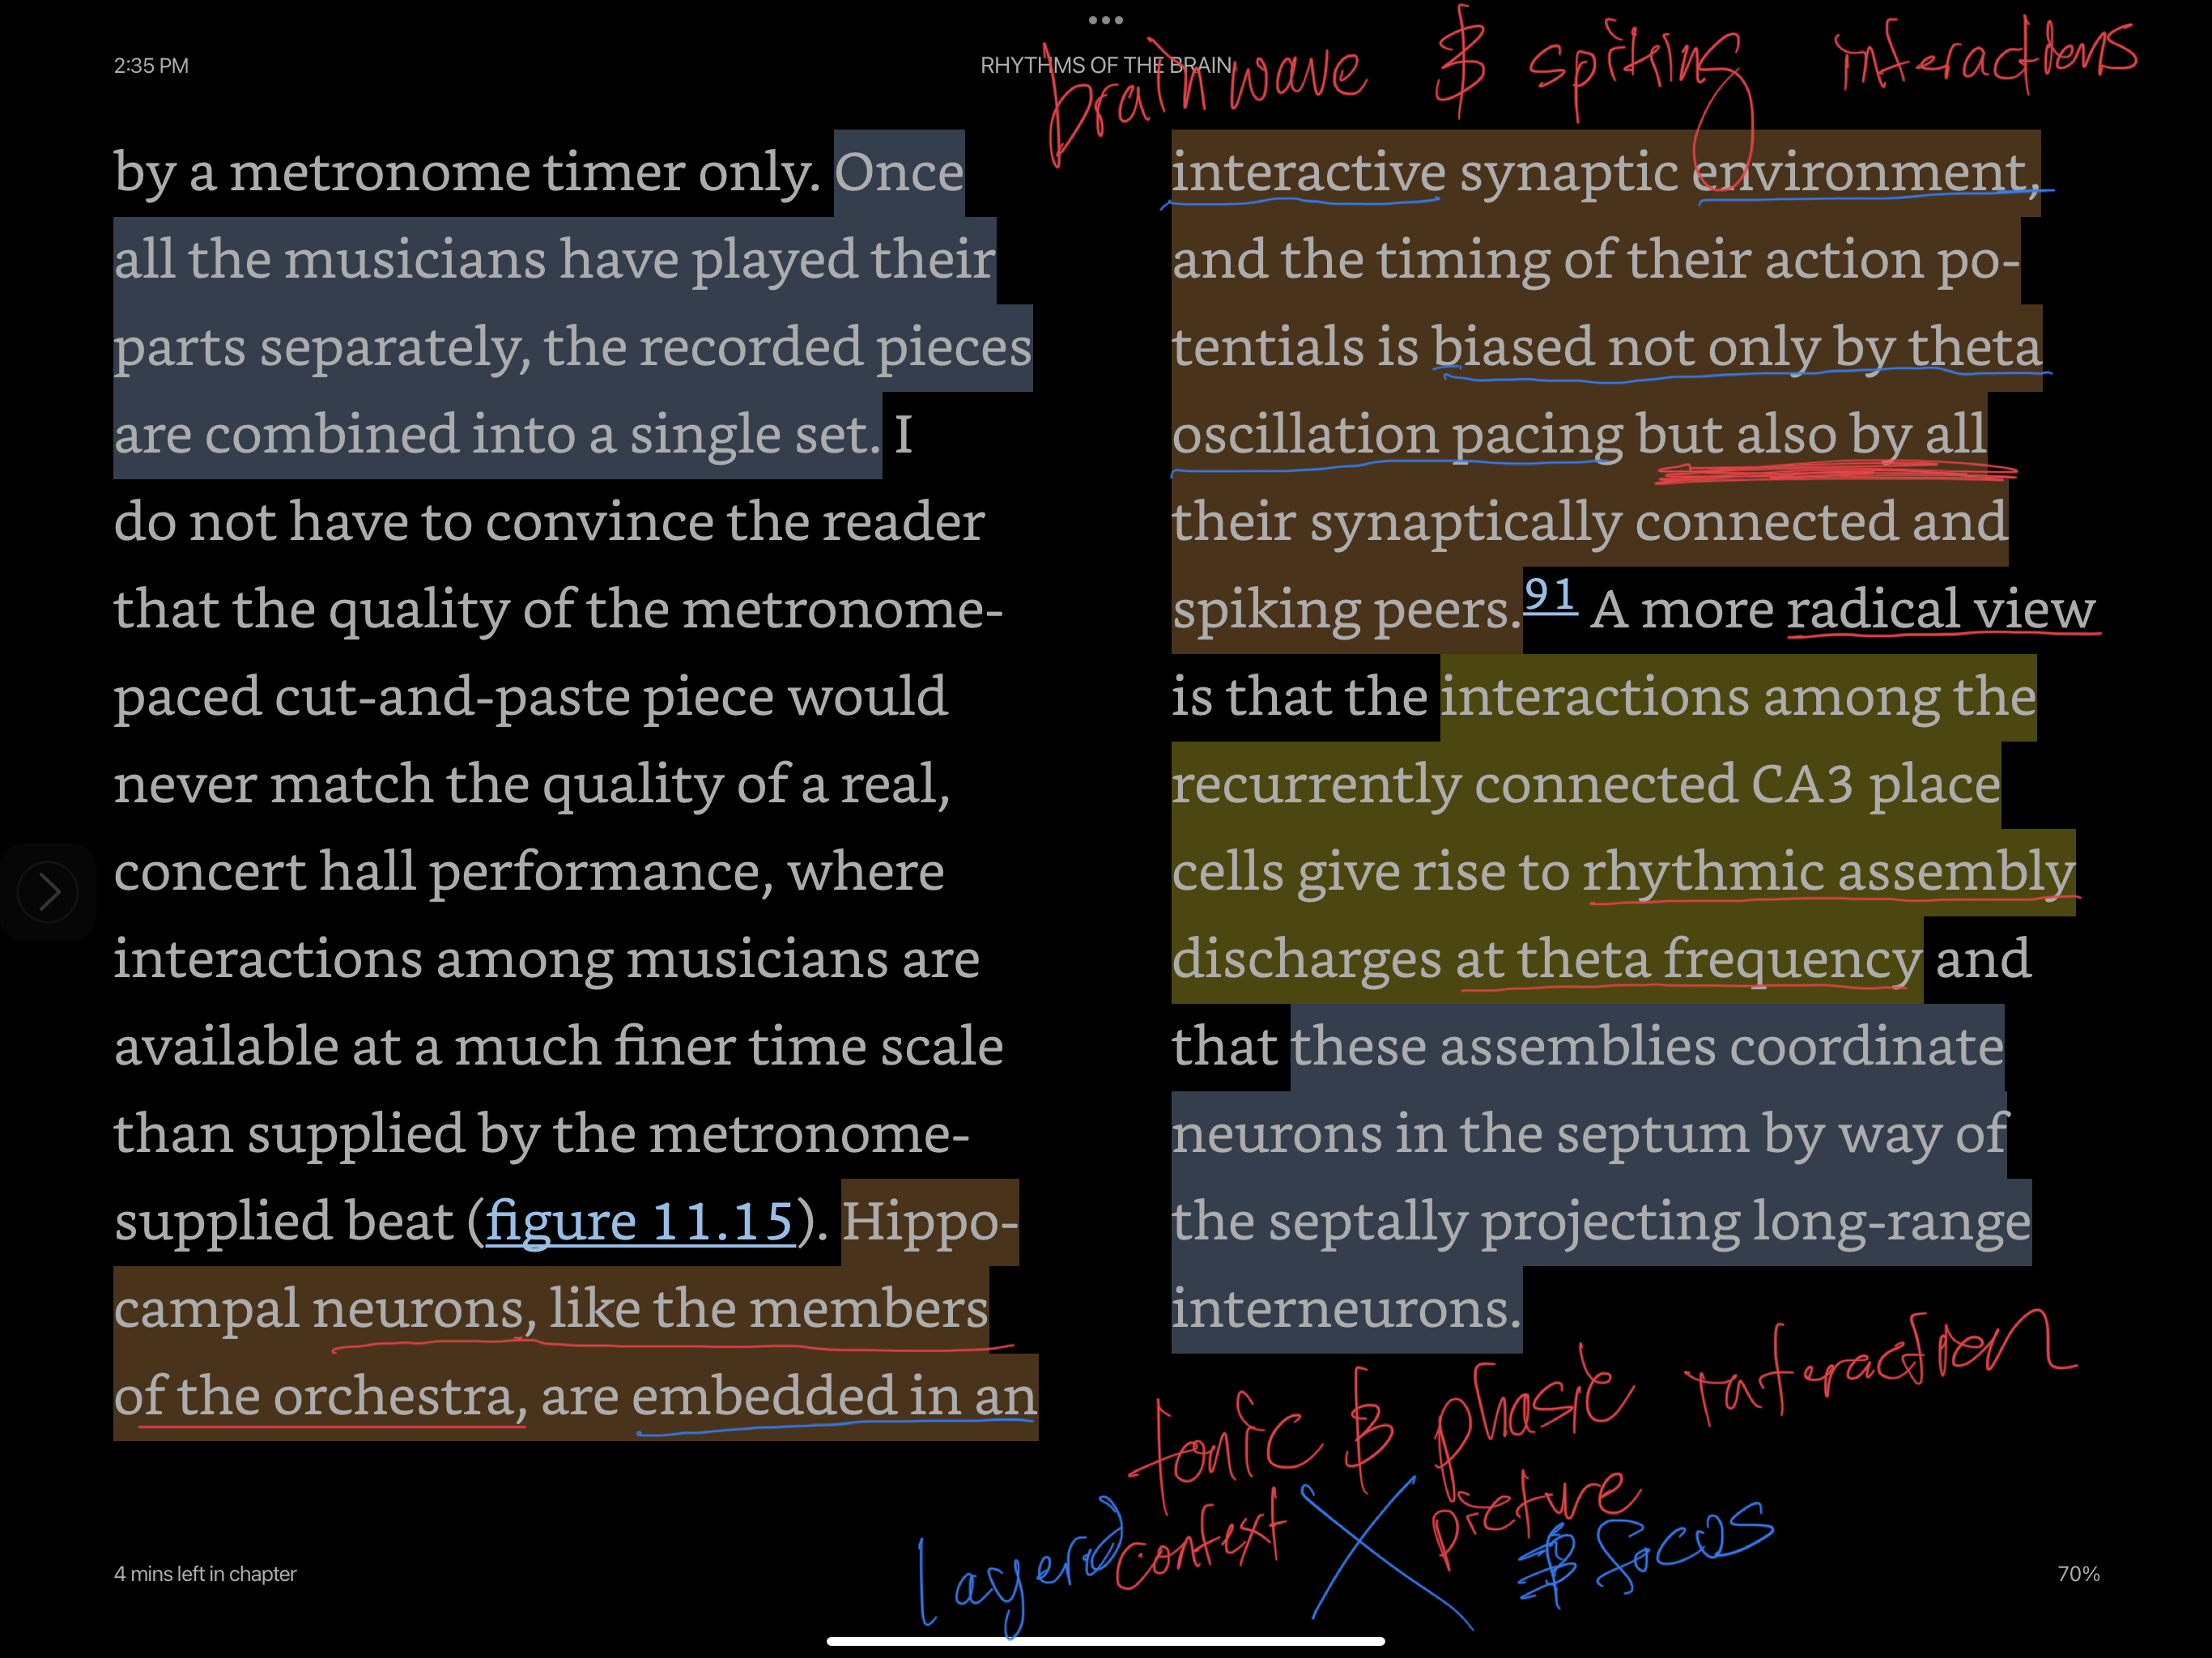 2:35 PM
RHYTHMS OF THE BRAIN
brainwave & spiking interactions
by a metronome timer only. Once
all the musicians have played their
parts separately, the recorded pieces
are combined into a single set. I
do not have to convince the reader
that the quality of the metronome-
paced cut-and-paste piece would
never match the quality of a real,
concert hall performance, where
interactions among musicians are
available at a much finer time scale
than supplied by the metronome-
supplied beat (figure 11.15). Hippo-
campal neurons, like the members
of the orchestra, are embedded in an
interactive synaptic environment,
and the timing of their action po-
tentials is biased not only by theta
oscillation pacing but also by all
their synaptically connected and
spiking peers.91 A more radical view
is that the interactions among the
recurrently connected CA3 place
cells give rise to rhythmic assembly
discharges at theta frequency and
that these assemblies coordinate
neurons in the septum by way of
the septally projecting long-range
interneurons.
tonic & phasic interaction
layered context X picture
& focus
4 mins left in chapter
70%